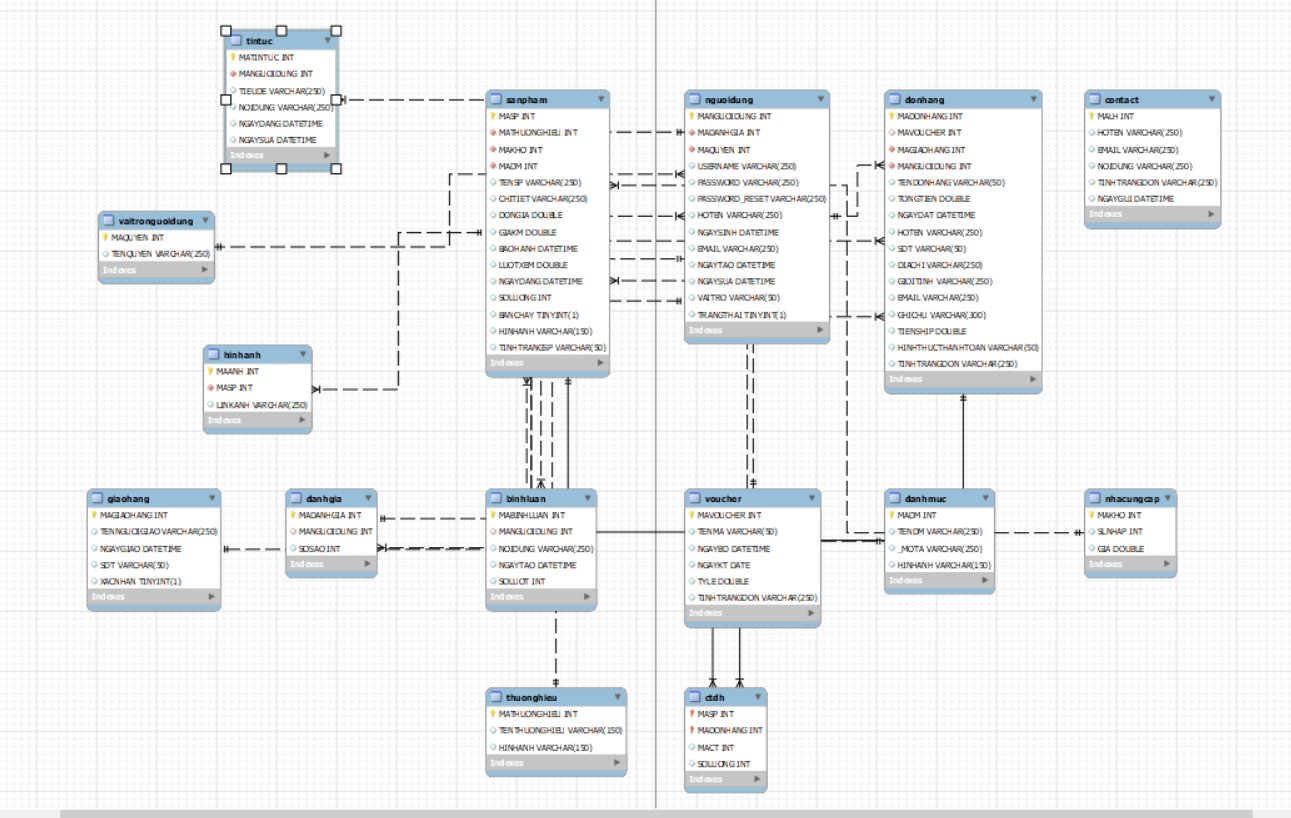 tintuc
MATINTUC INT
MANGUOIDUNG INT
TIEUDE VARCHAR(250)
NOIDUNG VARCHAR(250)
NGAYDANG DATETIME
NGAYSUA DATETIME
Indexes
sanpham
MASP INT
MATHUONGHIEU INT
MAKHO INT
MADM INT
TENSP VARCHAR(250)
CHITIET VARCHAR(250)
DONGIA DOUBLE
GIAKM DOUBLE
BAOHANH DATETIME
LUOTXEM DOUBLE
NGAYDANG DATETIME
SOLUONG INT
BANCHAY TINYINT(1)
HINHANH VARCHAR(150)
TINHTRANGSP VARCHAR(50)
Indexes
nguoidung
MANGUOIDUNG INT
MADANHGIA INT
MAQUYEN INT
USERNAME VARCHAR(250)
PASSWORD VARCHAR(250)
PASSWORD_RESET VARCHAR(250)
HOTEN VARCHAR(250)
NGAYSINH DATETIME
EMAIL VARCHAR(250)
NGAYTAO DATETIME
NGAYSUA DATETIME
VAITRO VARCHAR(50)
TRANGTHAI TINYINT(1)
Indexes
donhang
MADONHANG INT
MAVOUCHER INT
MAGIAOHANG INT
MANGUOIDUNG INT
TENDONHANG VARCHAR(50)
TONGTIEN DOUBLE
NGAYDAT DATETIME
HOTEN VARCHAR(250)
SDT VARCHAR(50)
DIACHI VARCHAR(250)
GIOITINH VARCHAR(250)
EMAIL VARCHAR(250)
GHICHU VARCHAR(300)
TIENSHIP DOUBLE
HINHTHUCTHANHTOAN VARCHAR(50)
TINHTRANGDON VARCHAR(250)
Indexes
contact
MALH INT
HOTEN VARCHAR(250)
EMAIL VARCHAR(250)
NOIDUNG VARCHAR(250)
TINHTRANGDON VARCHAR(250)
NGAYGUI DATETIME
Indexes
vaitronguoidung
MAQUYEN INT
TENQUYEN VARCHAR(250)
Indexes
hinhanh
MAANH INT
MASP INT
LINKANH VARCHAR(250)
Indexes
giaohang
MAGIAOHANG INT
TENNGUOIGIAO VARCHAR(250)
NGAYGIAO DATETIME
SDT VARCHAR(50)
XACNHAN TINYINT(1)
Indexes
danhgia
MADANHGIA INT
MANGUOIDUNG INT
SOSAO INT
Indexes
binhluan
MABINHLUAN INT
MANGUOIDUNG INT
NOIDUNG VARCHAR(250)
NGAYTAO DATETIME
SOLUOT INT
Indexes
voucher
MAVOUCHER INT
TENMA VARCHAR(50)
NGAYBD DATETIME
NGAYKT DATE
TYLE DOUBLE
TINHTRANGDON VARCHAR(250)
Indexes
danhmuc
MADM INT
TENDM VARCHAR(250)
_MOTA VARCHAR(250)
HINHANH VARCHAR(150)
Indexes
nhacungcap
MAKHO INT
SLNHAP INT
GIA DOUBLE
Indexes
thuonghieu
MATHUONGHIEU INT
TENTHUONGHIEU VARCHAR(150)
HINHANH VARCHAR(150)
Indexes
ctdh
MASP INT
MADONHANG INT
MACT INT
SOLUONG INT
Indexes